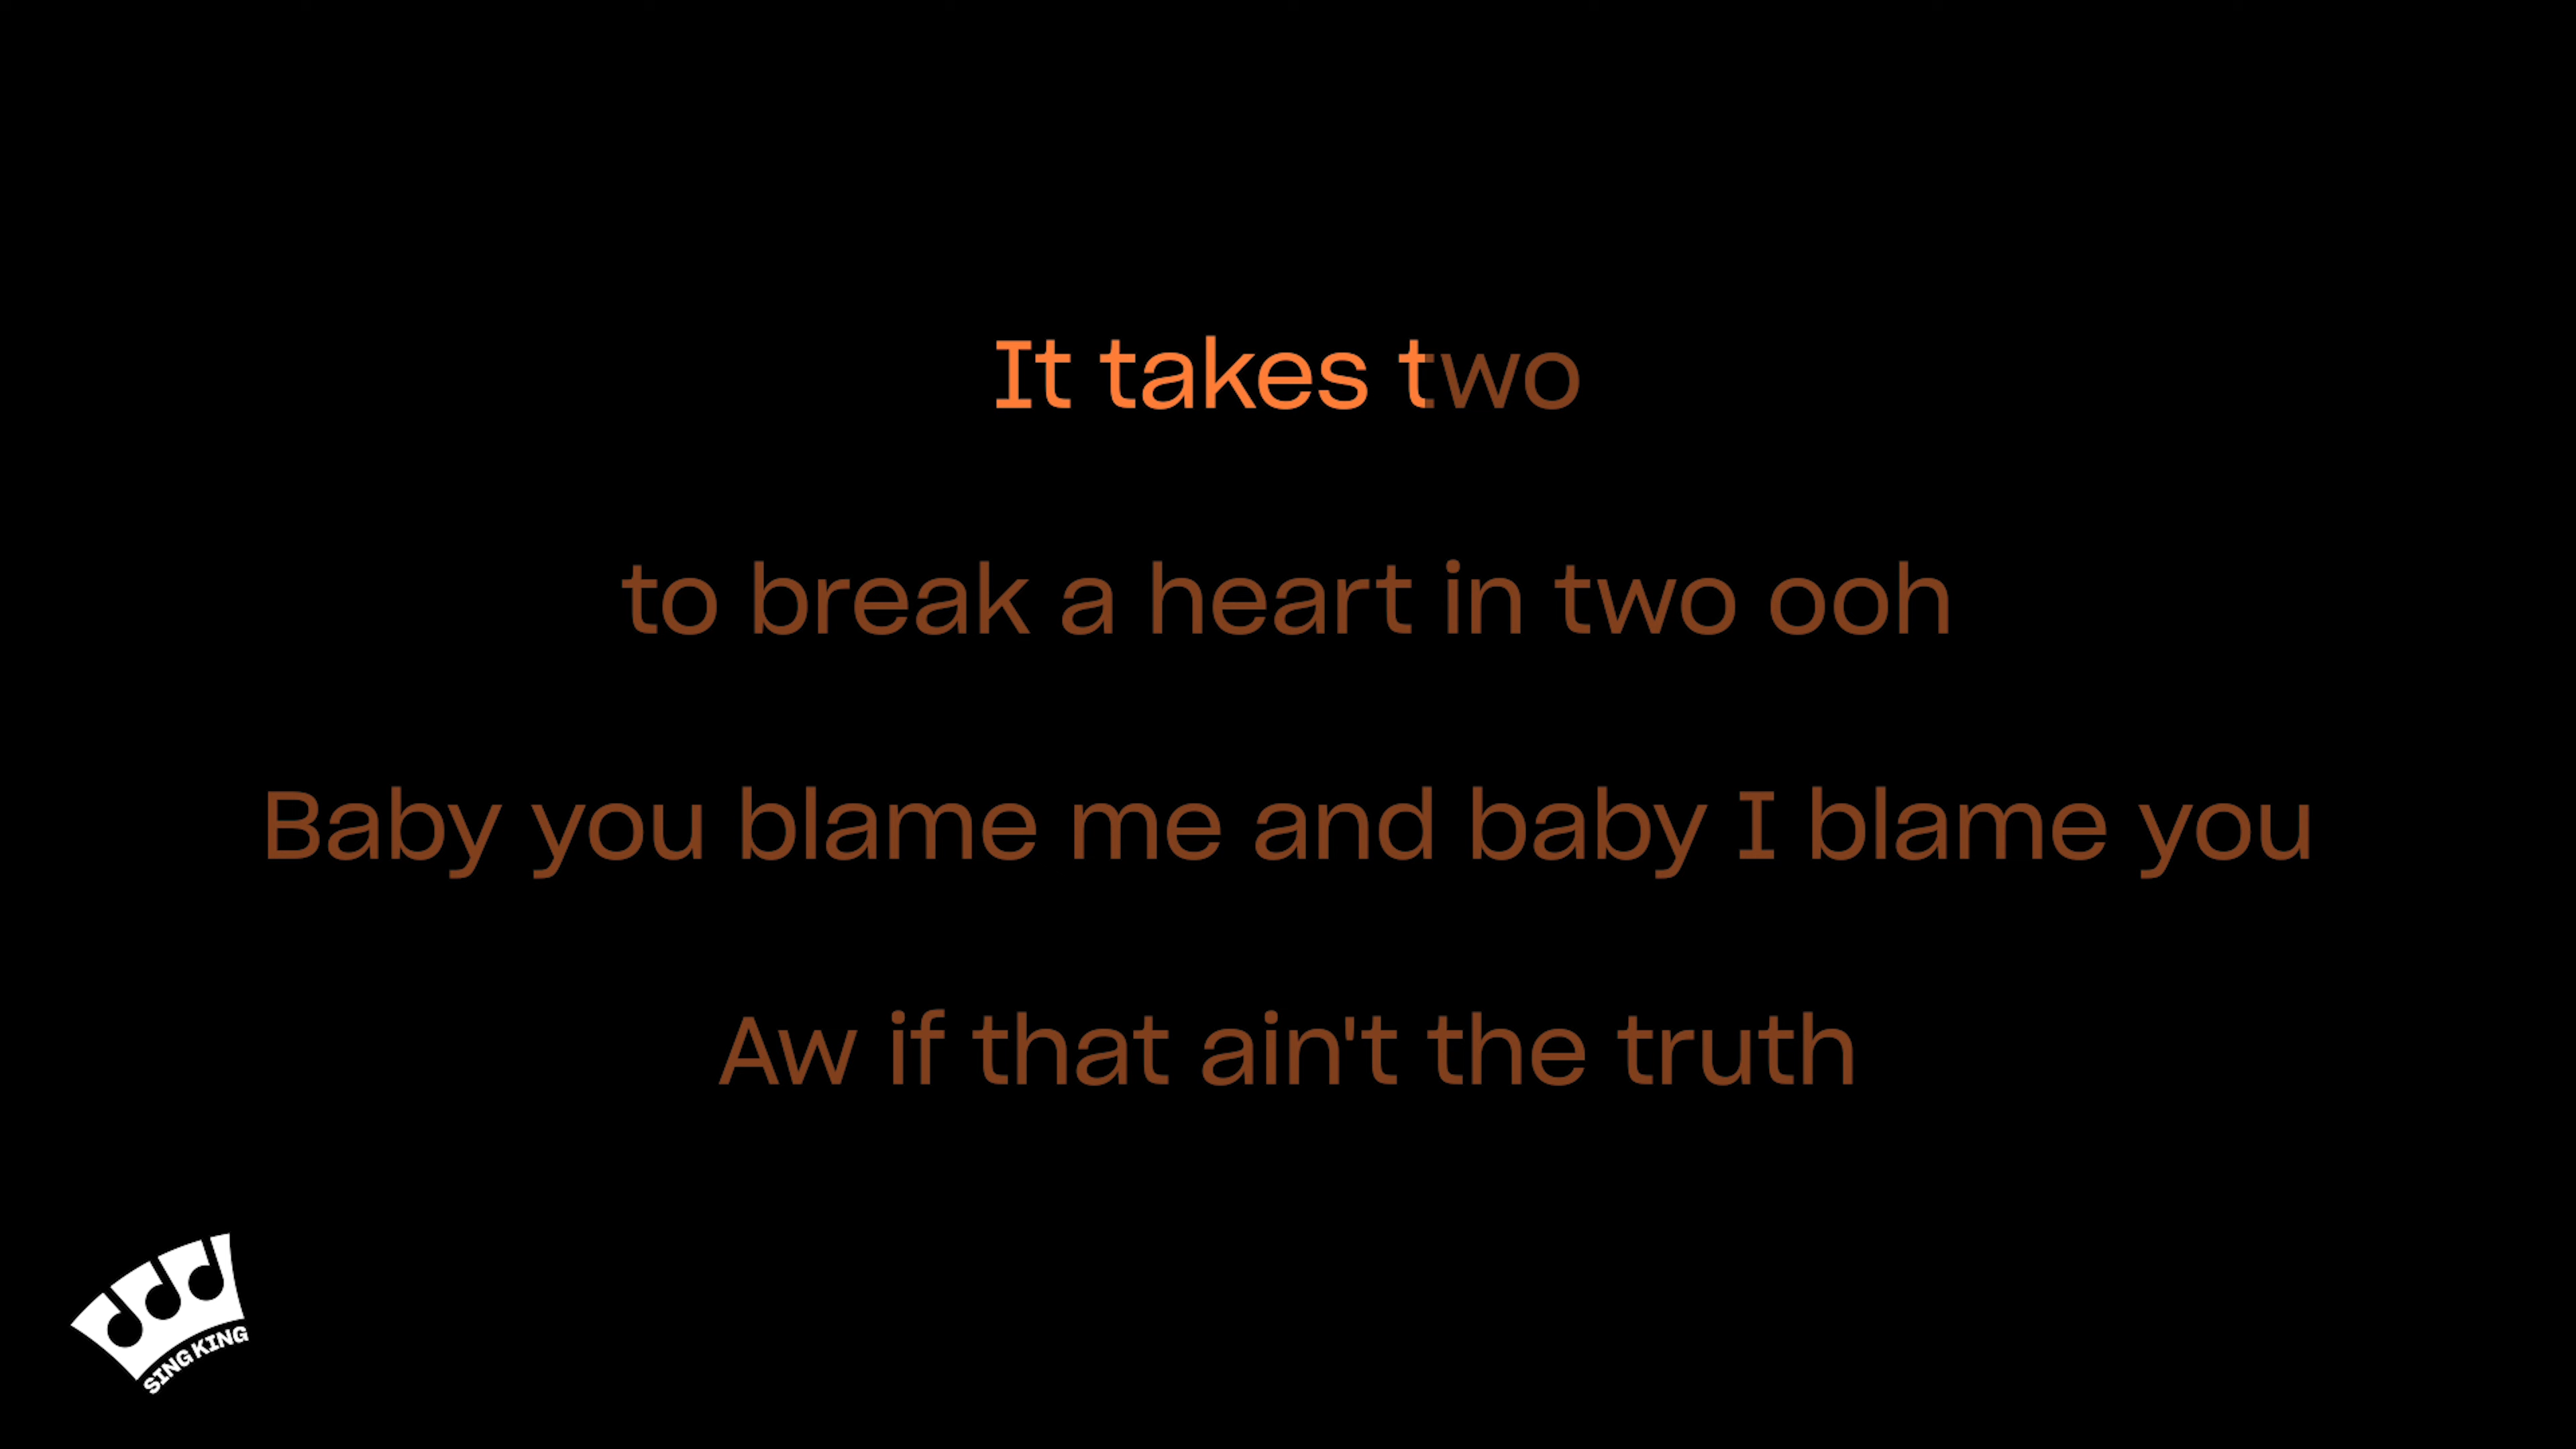 It takes two
to break a heart in two ooh
Baby you blame me and baby I blame you
Aw if that ain't the truth
SING KING